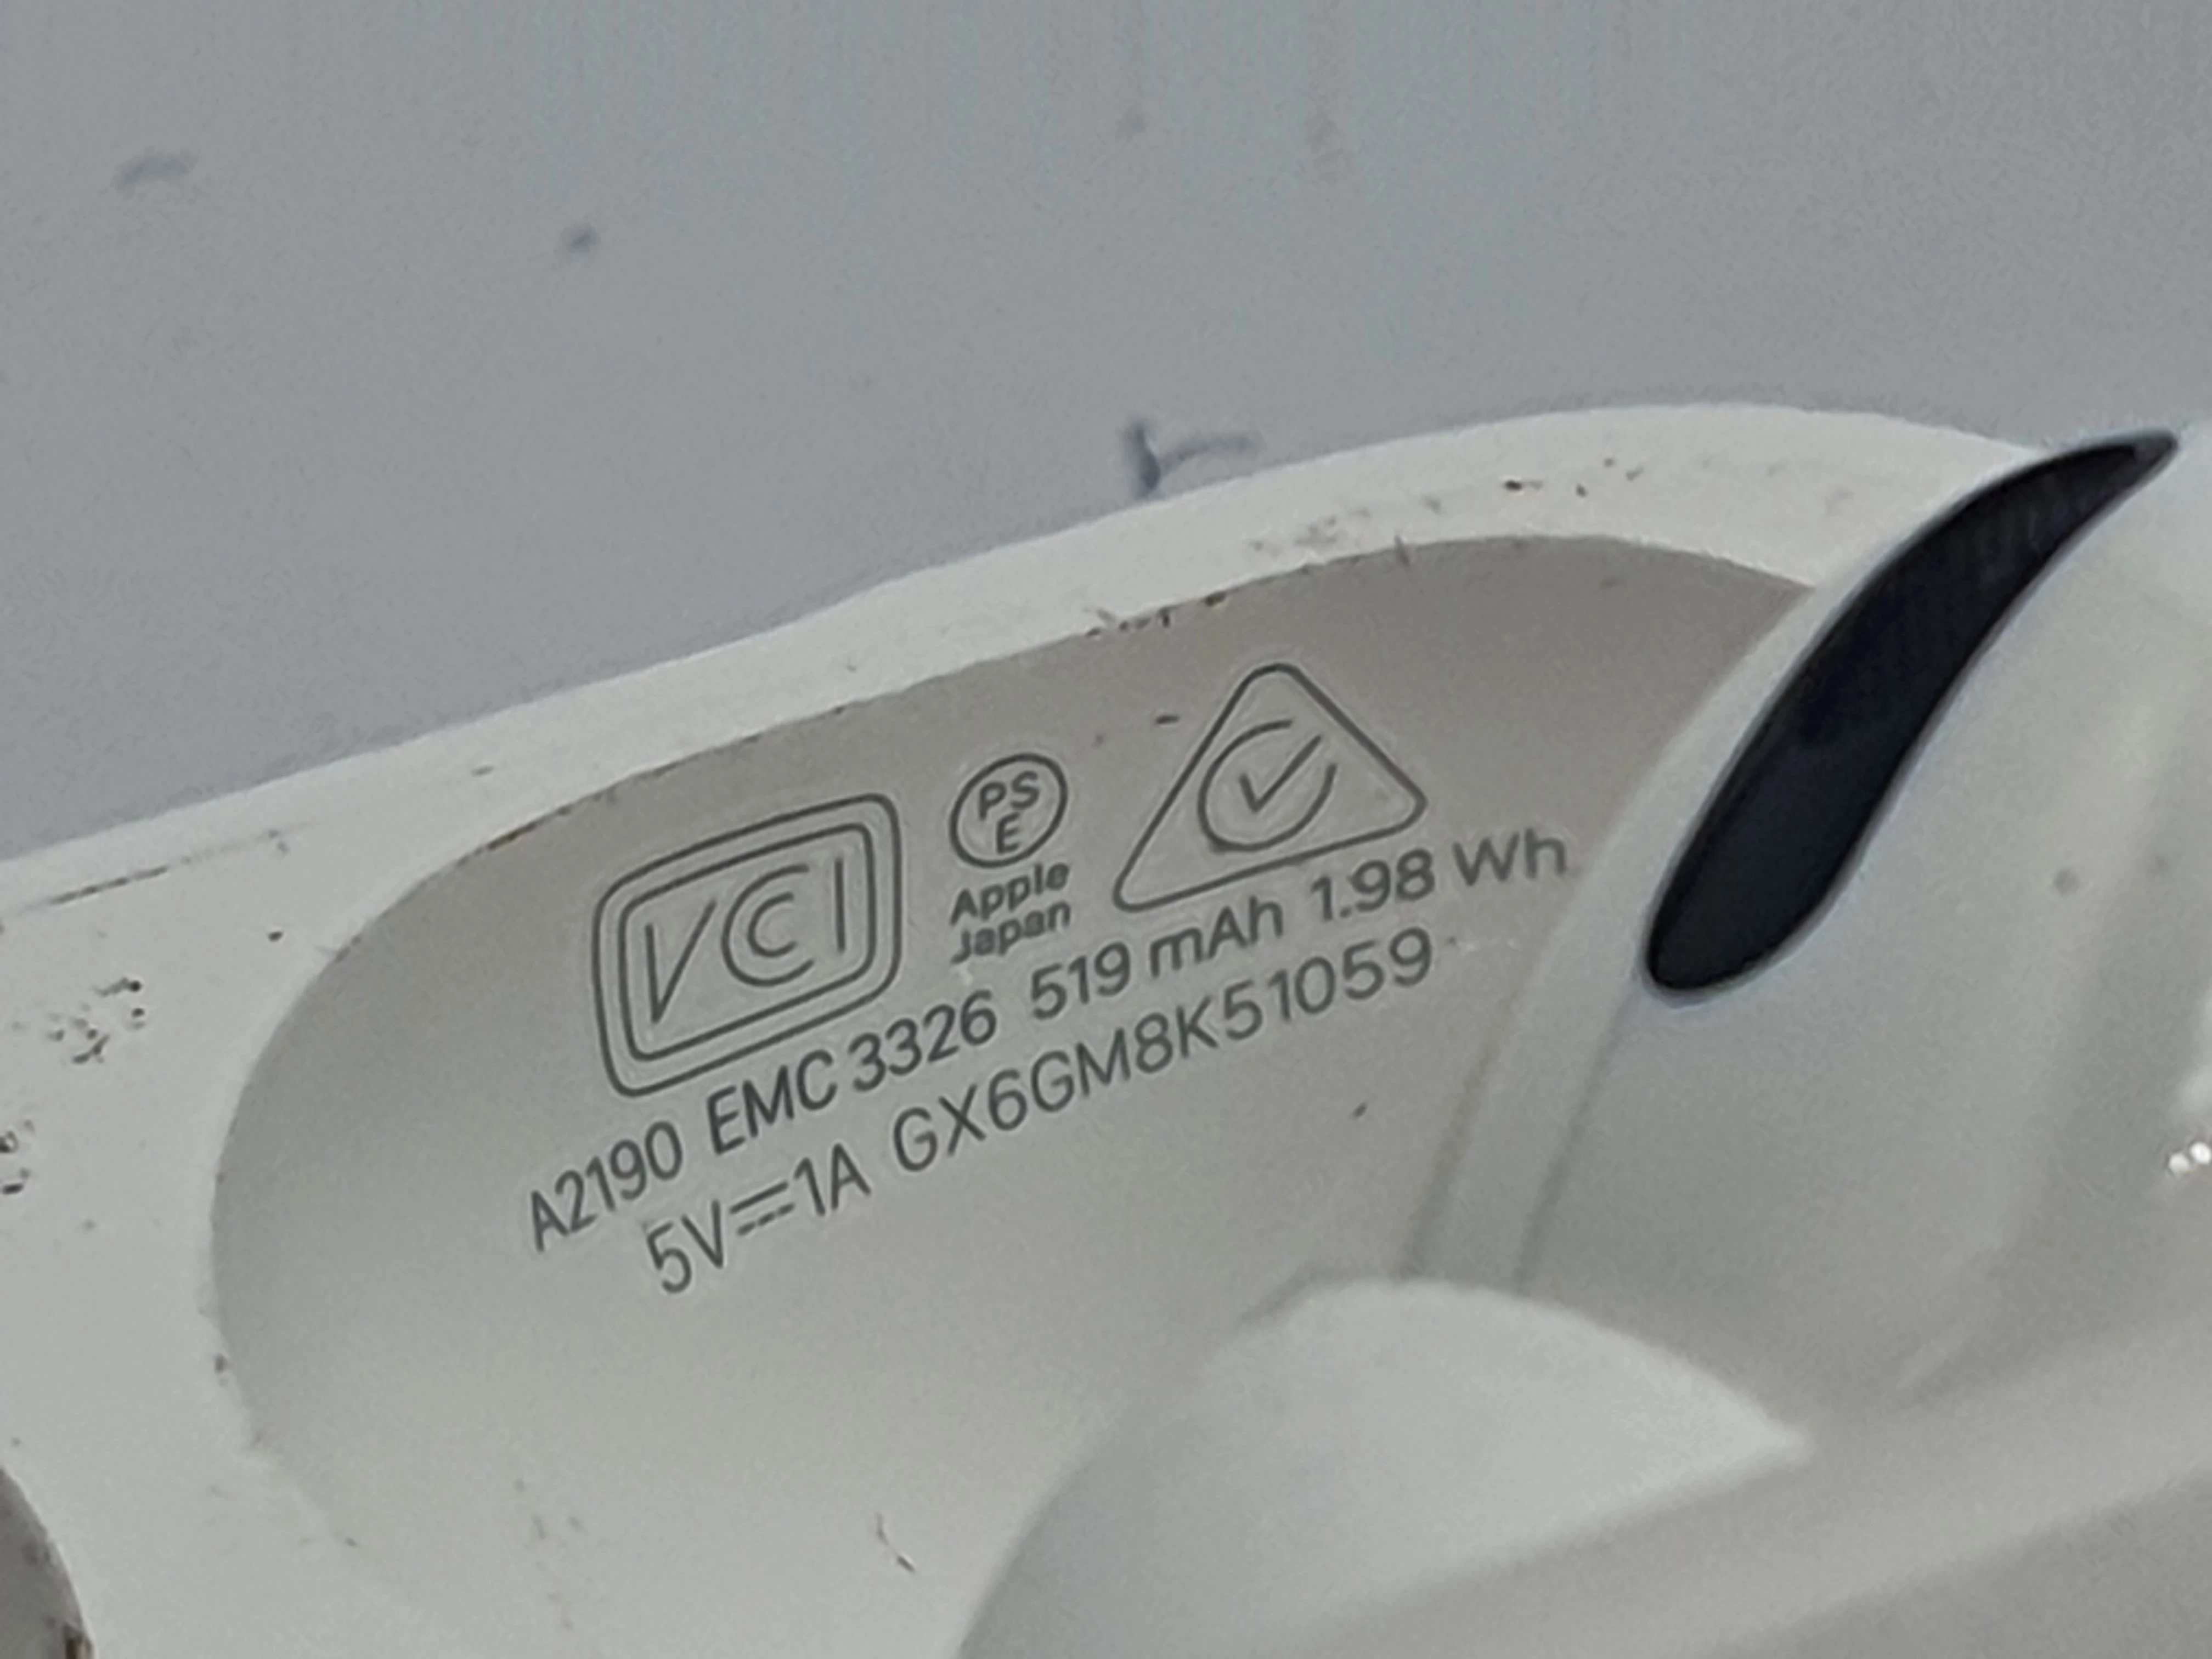 VCI
PS
E
Apple
Japan
A2190 EMC 3326 519 mAh 1.98 Wh
5V⎓1A GX6GM8K51059